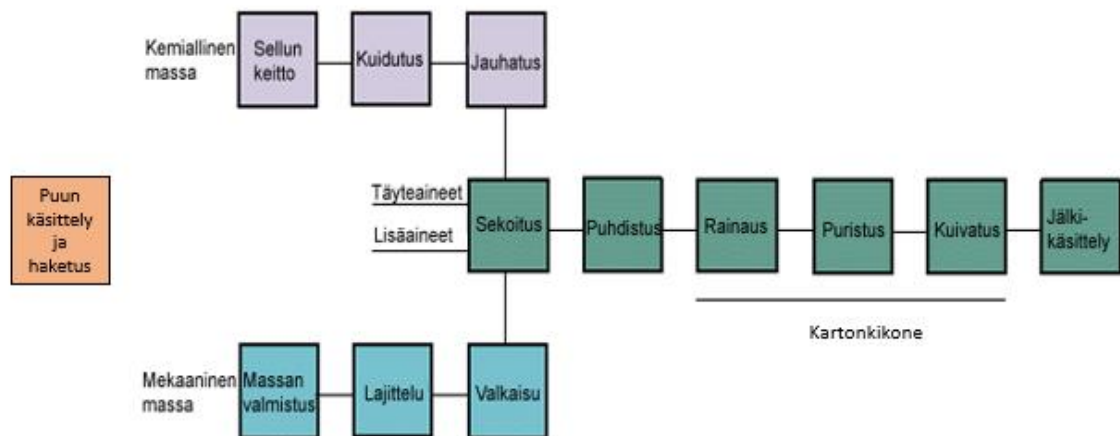 Kemiallinen
massa
Sellun
keitto
Kuidutus
Jauhatus
Puun
käsittely
ja
haketus
Täyteaineet
Lisäaineet
Sekoitus
Puhdistus
Rainaus
Puristus
Kuivatus
Jälki-
käsittely
Kartonkikone
Mekaaninen
massa
Massan
valmistus
Lajittelu
Valkaisu